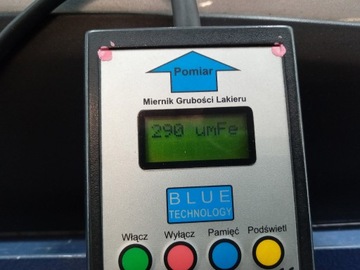 Pomiar
Miernik Grubości Lakieru
290 umFe
BLUE
TECHNOLOGY
Włącz Wyłącz Pamięć Podświetl